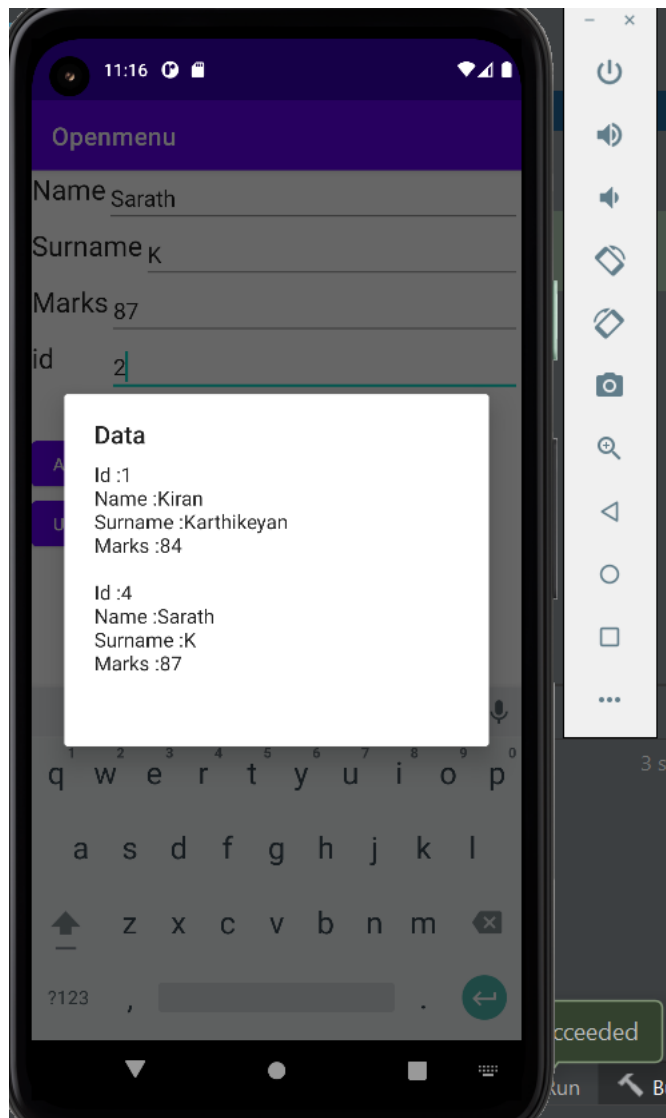 11:16
Openmenu
Name Sarath
Surname K
Marks 87
id 2
A
U
Data
Id :1
Name :Kiran
Surname :Karthikeyan
Marks :84
Id :4
Name :Sarath
Surname :K
Marks :87
1 2 3 4 5 6 7 8 9 0
q w e r t y u i o p
a s d f g h j k l
z x c v b n m
?123 , .
3 s
cceeded
Run
B